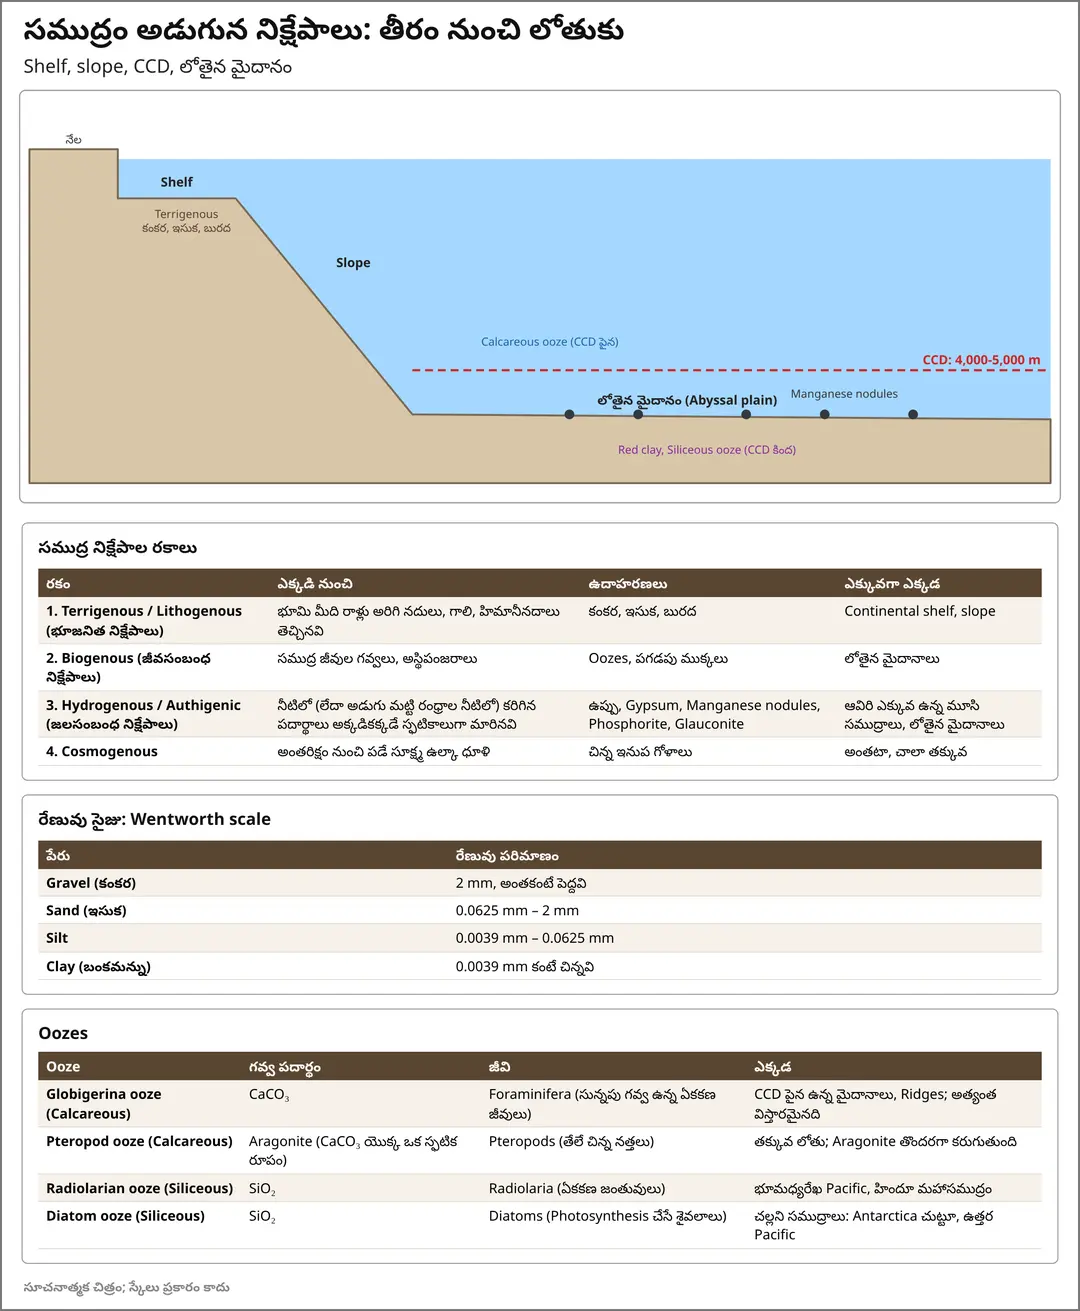 సముద్రం అడుగున నిక్షేపాలు: తీరం నుంచి లోతుకు
Shelf, slope, CCD, లోతైన మైదానం
నేల
Shelf
Terrigenous
కంకర, ఇసుక, బురద
Slope
Calcareous ooze (CCD పైన)
CCD: 4,000-5,000 m
లోతైన మైదానం (Abyssal plain)
Manganese nodules
Red clay, Siliceous ooze (CCD కింద)
సముద్ర నిక్షేపాల రకాలు
రకం ఎక్కడి నుంచి ఉదాహరణలు ఎక్కువగా ఎక్కడ
1. Terrigenous / Lithogenous భూమి మీది రాళ్లు అరిగి నదులు, గాలి, హిమానీనదాలు కంకర, ఇసుక, బురద Continental shelf, slope
(భూజనిత నిక్షేపాలు) తెచ్చినవి
2. Biogenous (జీవసంబంధ సముద్ర జీవుల గవ్వలు, అస్థిపంజరాలు Oozes, పగడపు ముక్కలు లోతైన మైదానాలు
నిక్షేపాలు)
3. Hydrogenous / Authigenic నీటిలో (లేదా అడుగు మట్టి రంధ్రాల నీటిలో) కరిగిన ఉప్పు, Gypsum, Manganese nodules, ఆవిరి ఎక్కువ ఉన్న మూసి
(జలసంబంధ నిక్షేపాలు) పదార్థాలు అక్కడికక్కడే స్ఫటికాలుగా మారినవి Phosphorite, Glauconite సముద్రాలు, లోతైన మైదానాలు
4. Cosmogenous అంతరిక్షం నుంచి పడే సూక్ష్మ ఉల్కా ధూళి చిన్న ఇనుప గోళాలు అంతటా, చాలా తక్కువ
రేణువు సైజు: Wentworth scale
పేరు రేణువు పరిమాణం
Gravel (కంకర) 2 mm, అంతకంటే పెద్దవి
Sand (ఇసుక) 0.0625 mm – 2 mm
Silt 0.0039 mm – 0.0625 mm
Clay (బంకమన్ను) 0.0039 mm కంటే చిన్నవి
Oozes
Ooze గవ్వ పదార్థం జీవి ఎక్కడ
Globigerina ooze CaCO₃ Foraminifera (సున్నపు గవ్వ ఉన్న ఏకకణ CCD పైన ఉన్న మైదానాలు, Ridges; అత్యంత
(Calcareous) జీవులు) విస్తారమైనది
Pteropod ooze (Calcareous) Aragonite (CaCO₃ యొక్క ఒక స్ఫటిక Pteropods (తేలే చిన్న నత్తలు) తక్కువ లోతు; Aragonite తొందరగా కరుగుతుంది
రూపం)
Radiolarian ooze (Siliceous) SiO₂ Radiolaria (ఏకకణ జంతువులు) భూమధ్యరేఖ Pacific, హిందూ మహాసముద్రం
Diatom ooze (Siliceous) SiO₂ Diatoms (Photosynthesis చేసే శైవలాలు) చల్లని సముద్రాలు: Antarctica చుట్టూ, ఉత్తర
Pacific
సూచనాత్మక చిత్రం; స్కేలు ప్రకారం కాదు